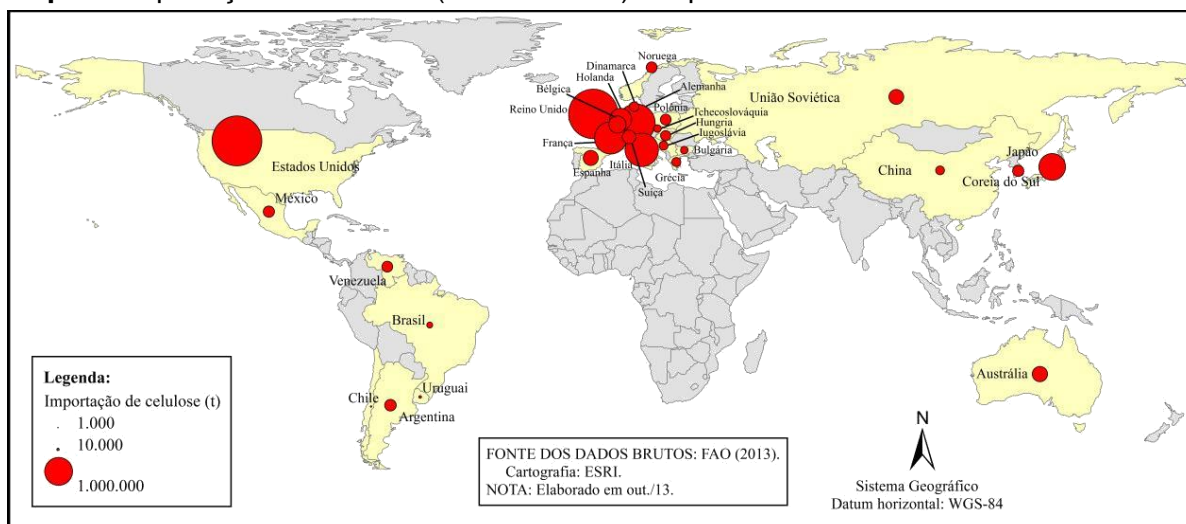 Noruega
Dinamarca
Holanda
Alemanha
Bélgica
Polônia
Tchecoslováquia
Reino Unido
Hungria
Iugoslávia
França
Bulgária
Espanha
Itália
Grécia
Suiça
União Soviética
Japão
China
Coreia do Sul
Estados Unidos
México
Venezuela
Brasil
Uruguai
Chile
Argentina
Austrália
Legenda:
Importação de celulose (t)
1.000
10.000
1.000.000
FONTE DOS DADOS BRUTOS: FAO (2013).
Cartografia: ESRI.
NOTA: Elaborado em out./13.
N
Sistema Geográfico
Datum horizontal: WGS-84